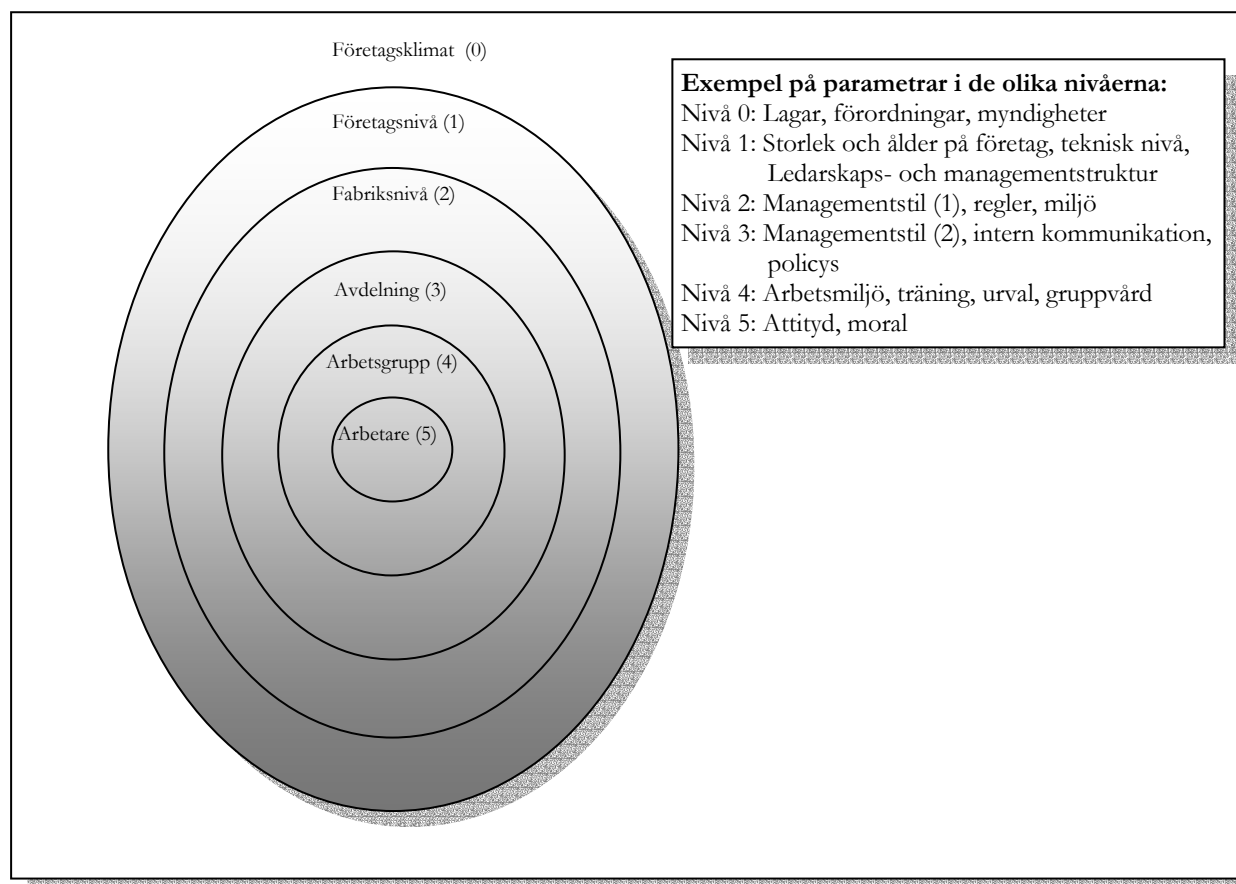 Företagsklimat (0)
Företagsnivå (1)
Fabriksnivå (2)
Avdelning (3)
Arbetsgrupp (4)
Arbetare (5)
Exempel på parametrar i de olika nivåerna:
Nivå 0: Lagar, förordningar, myndigheter
Nivå 1: Storlek och ålder på företag, teknisk nivå,
Ledarskaps- och managementstruktur
Nivå 2: Managementstil (1), regler, miljö
Nivå 3: Managementstil (2), intern kommunikation,
policys
Nivå 4: Arbetsmiljö, träning, urval, gruppvård
Nivå 5: Attityd, moral